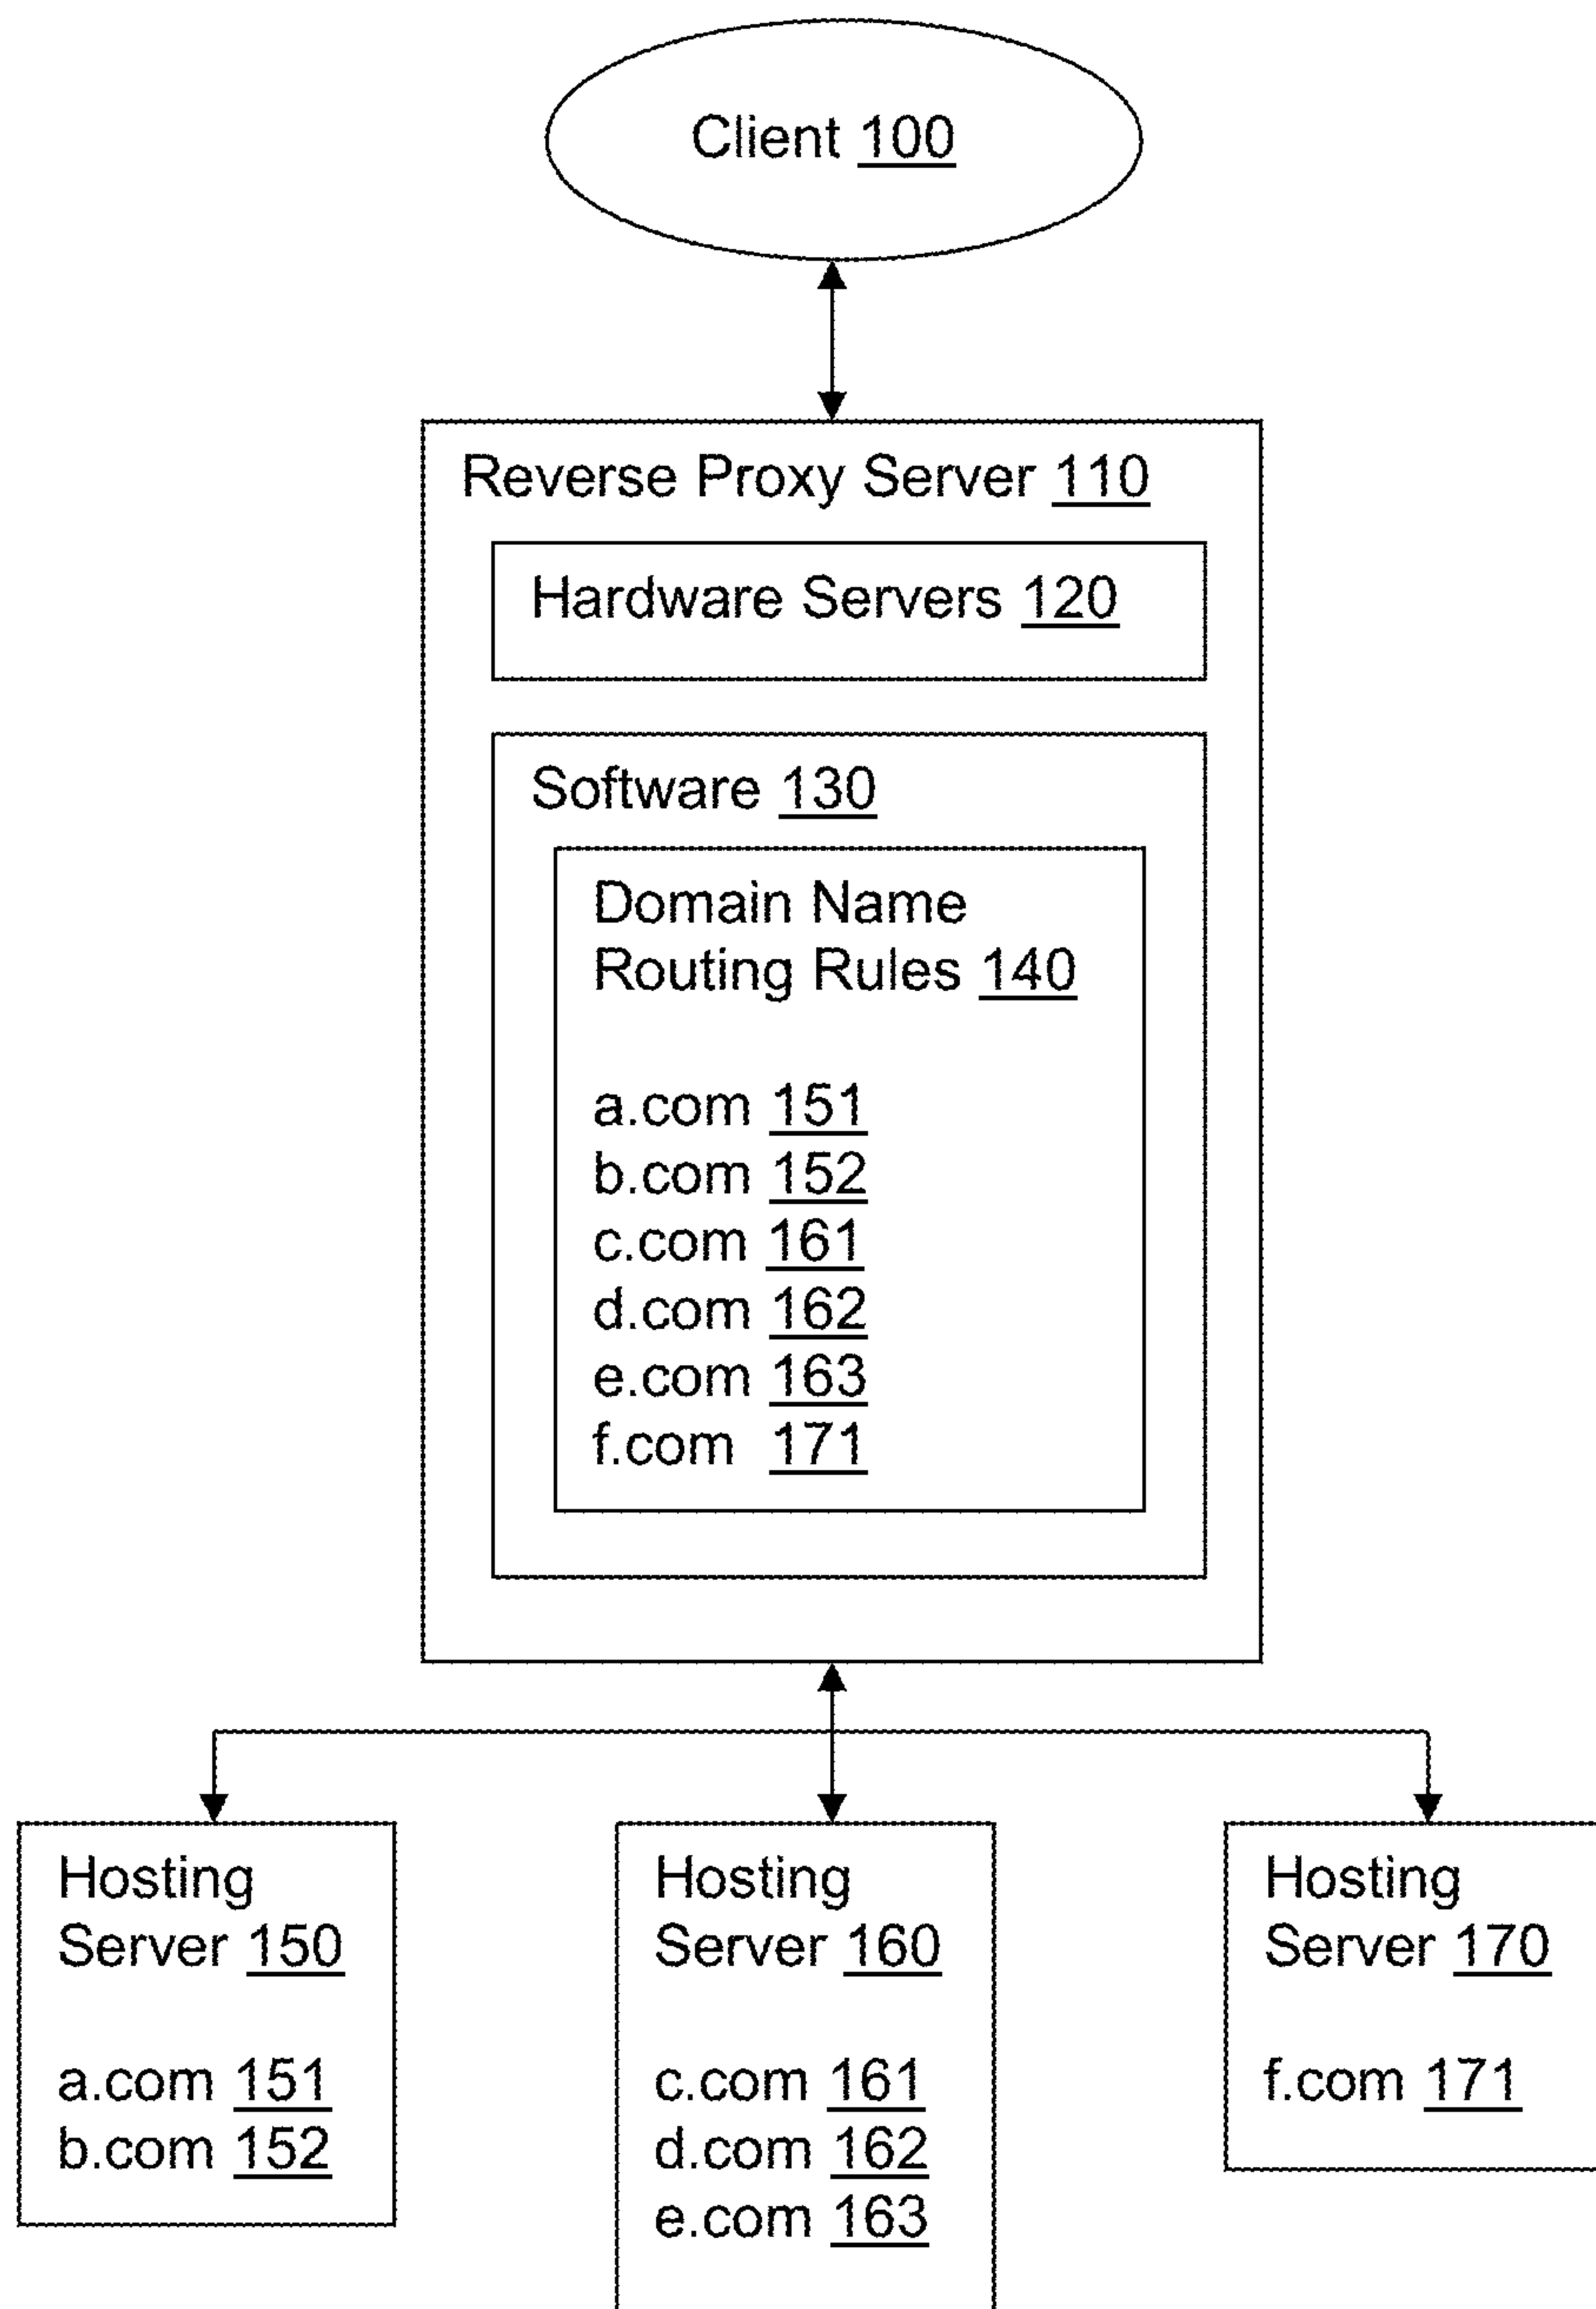 Client 100
Reverse Proxy Server 110
Hardware Servers 120
Software 130
Domain Name
Routing Rules 140
a.com 151
b.com 152
c.com 161
d.com 162
e.com 163
f.com 171
Hosting
Server 150
a.com 151
b.com 152
Hosting
Server 160
c.com 161
d.com 162
e.com 163
Hosting
Server 170
f.com 171